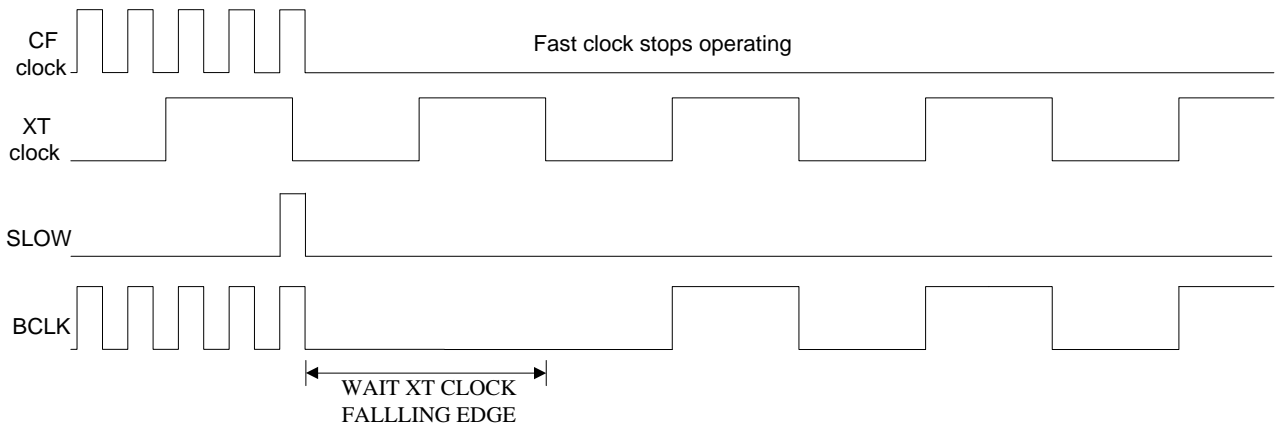 CF
clock
Fast clock stops operating
XT
clock
SLOW
BCLK
WAIT XT CLOCK
FALLLING EDGE